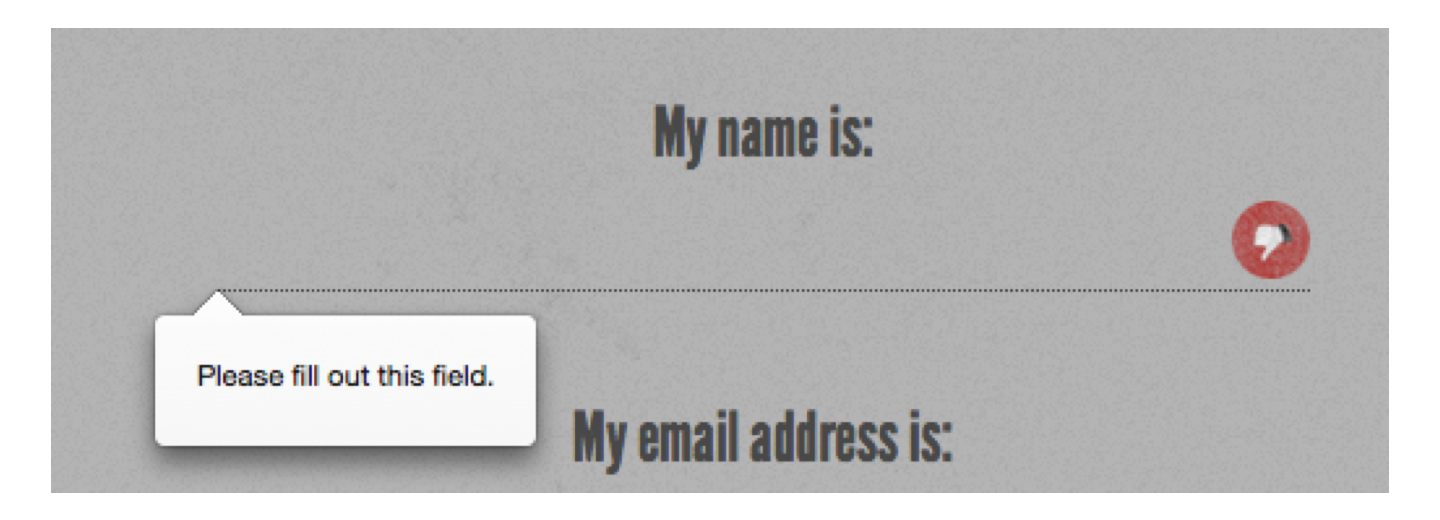 My name is:
Please fill out this field.
My email address is: